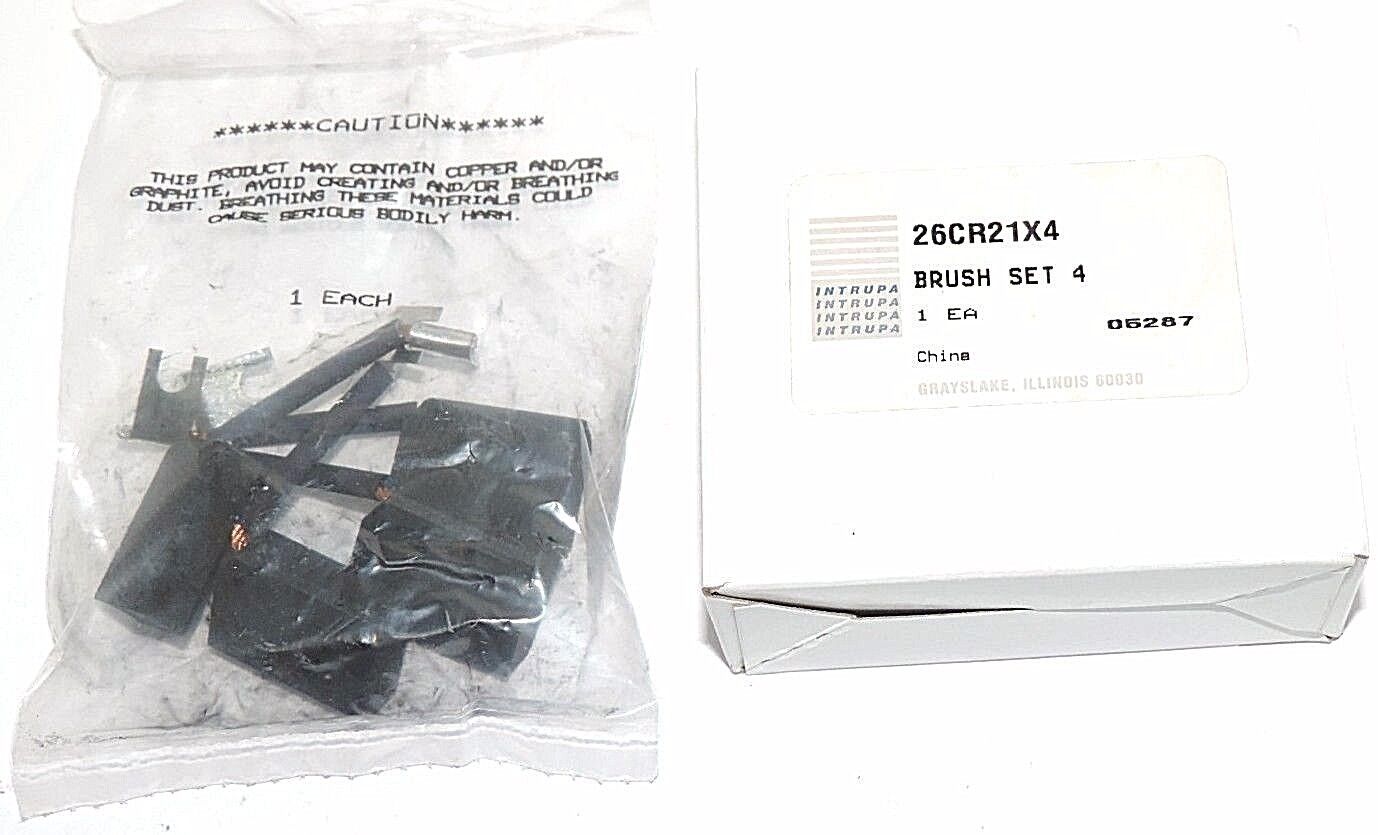 ******CAUTION******
THIS PRODUCT MAY CONTAIN COPPER AND/OR
GRAPHITE, AVOID CREATING AND/OR BREATHING
DUST. BREATHING THESE MATERIALS COULD
CAUSE SERIOUS BODILY HARM.
1 EACH
26CR21X4
BRUSH SET 4
INTRUPA
INTRUPA
INTRUPA
INTRUPA
1 EA
05287
China
GRAYSLAKE, ILLINOIS 60030